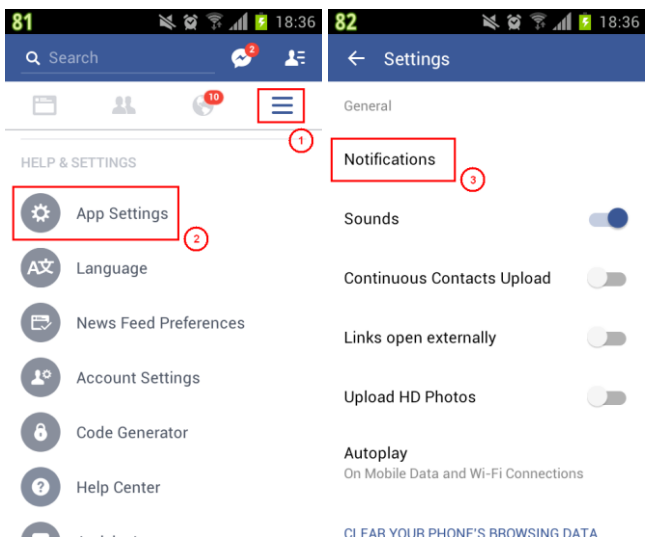 81
18:36
Search
2
10
1
HELP & SETTINGS
App Settings
2
Language
News Feed Preferences
Account Settings
Code Generator
Help Center
82
18:36
Settings
General
Notifications
3
Sounds
Continuous Contacts Upload
Links open externally
Upload HD Photos
Autoplay
On Mobile Data and Wi-Fi Connections
CLEAR YOUR PHONE'S BROWSING DATA